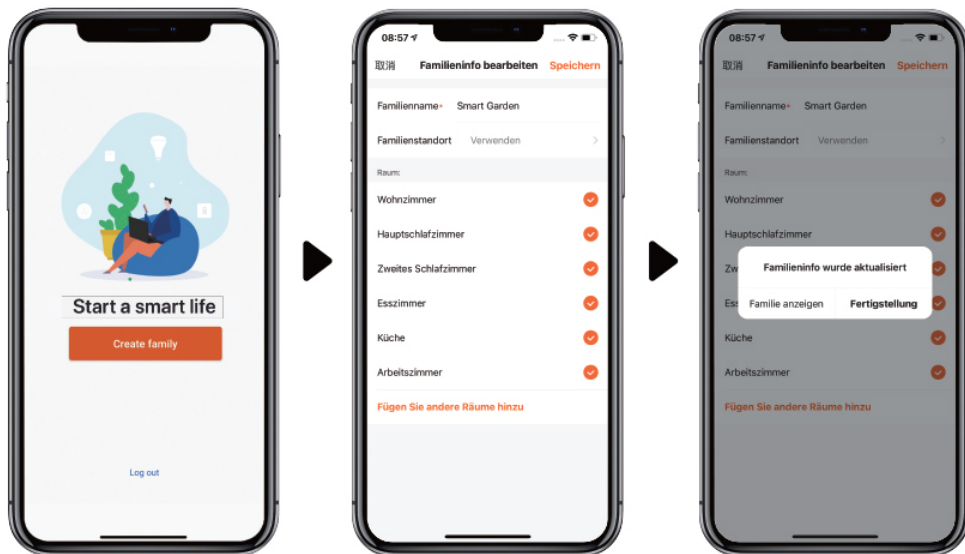 Start a smart life
Create family
Log out
08:57
取消 Familieninfo bearbeiten Speichern
Familienname* Smart Garden
Familienstandort Verwenden
Raum:
Wohnzimmer
Hauptschlafzimmer
Zweites Schlafzimmer
Esszimmer
Küche
Arbeitszimmer
Fügen Sie andere Räume hinzu
08:57
取消 Familieninfo bearbeiten Speichern
Familienname* Smart Garden
Familienstandort Verwenden
Raum:
Wohnzimmer
Hauptschlafzimmer
Zw
Familieninfo wurde aktualisiert
Ess
Familie anzeigen Fertigstellung
Küche
Arbeitszimmer
Fügen Sie andere Räume hinzu